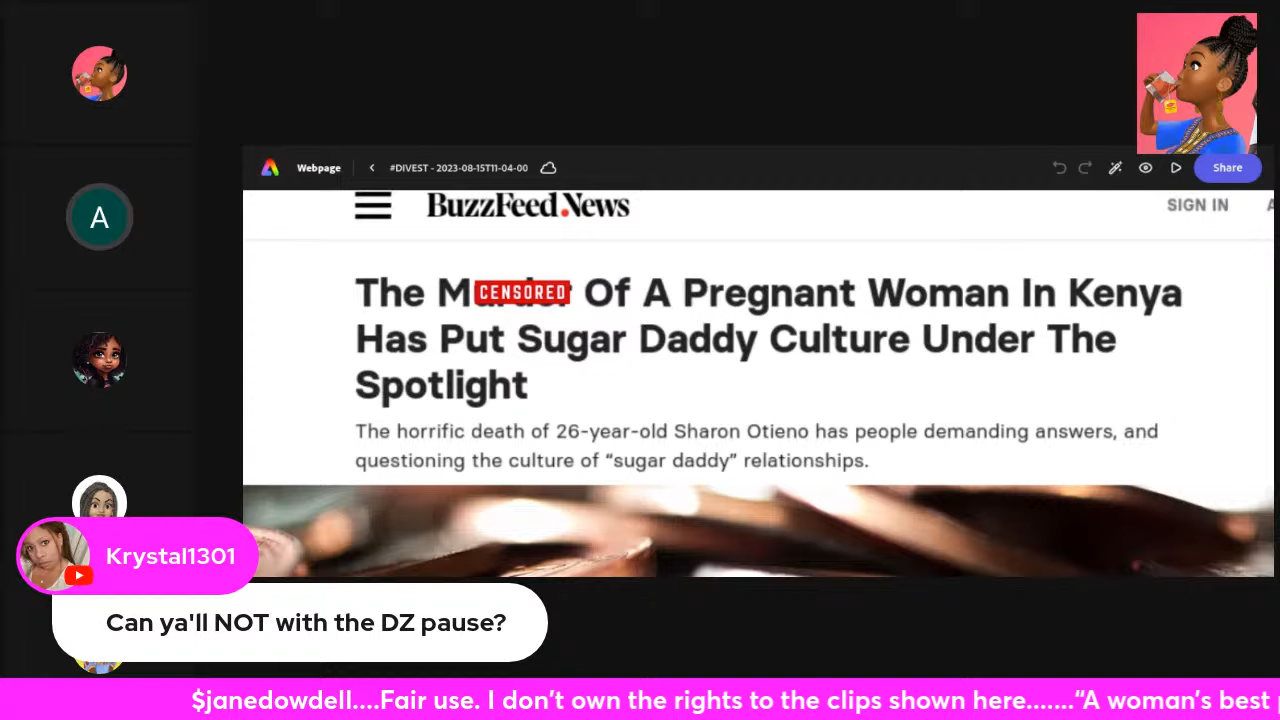 A
Webpage
#DIVEST - 2023-08-15T11-04-00
Share
BuzzFeed.News
SIGN IN
The M CENSORED Of A Pregnant Woman In Kenya
Has Put Sugar Daddy Culture Under The
Spotlight
The horrific death of 26-year-old Sharon Otieno has people demanding answers, and
questioning the culture of “sugar daddy” relationships.
Krystal1301
Can ya'll NOT with the DZ pause?
$janedowdell....Fair use. I don’t own the rights to the clips shown here.......“A woman’s best